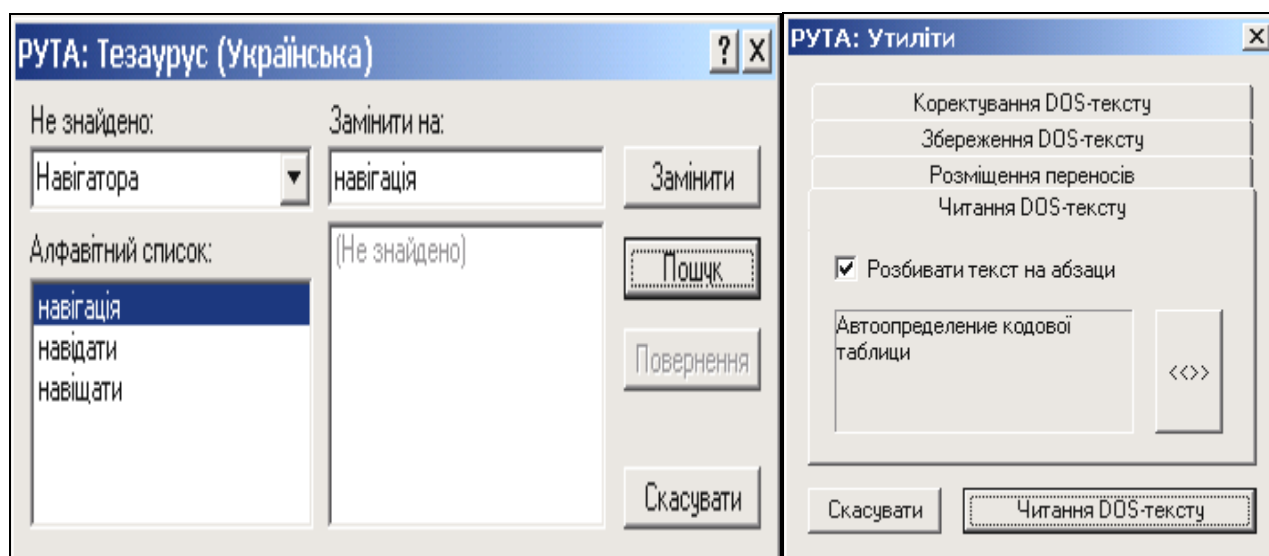 РУТА: Тезаурус (Українська)
Не знайдено:
Замінити на:
Навігатора
навігація
Замінити
Алфавітний список:
(Не знайдено)
Пошук
навігація
навідати
навіщати
Повернення
Скасувати
РУТА: Утиліти
Коректування DOS-тексту
Збереження DOS-тексту
Розміщення переносів
Читання DOS-тексту
Розбивати текст на абзаци
Автоопределение кодової
таблици
<<>>
Скасувати
Читання DOS-тексту